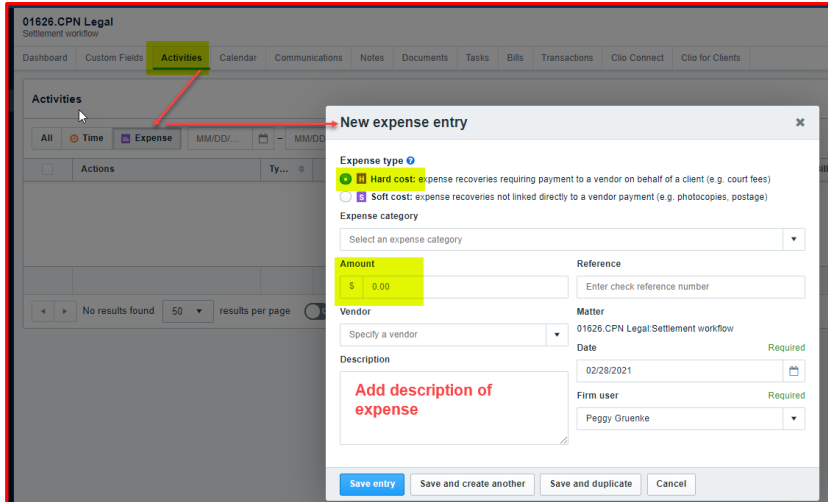 01626.CPN Legal
Settlement workflow
Dashboard Custom Fields Activities Calendar Communications Notes Documents Tasks Bills Transactions Clio Connect Clio for Clients
Activities
All Time Expense MM/DD/... – MM/DD
Actions Ty...
No results found 50 results per page
New expense entry
Expense type
H Hard cost: expense recoveries requiring payment to a vendor on behalf of a client (e.g. court fees)
S Soft cost: expense recoveries not linked directly to a vendor payment (e.g. photocopies, postage)
Expense category
Select an expense category
Amount Reference
$ 0.00 Enter check reference number
Vendor Matter
Specify a vendor 01626.CPN Legal:Settlement workflow
Date Required
Description 02/28/2021
Add description of
expense
Firm user Required
Peggy Gruenke
Save entry Save and create another Save and duplicate Cancel